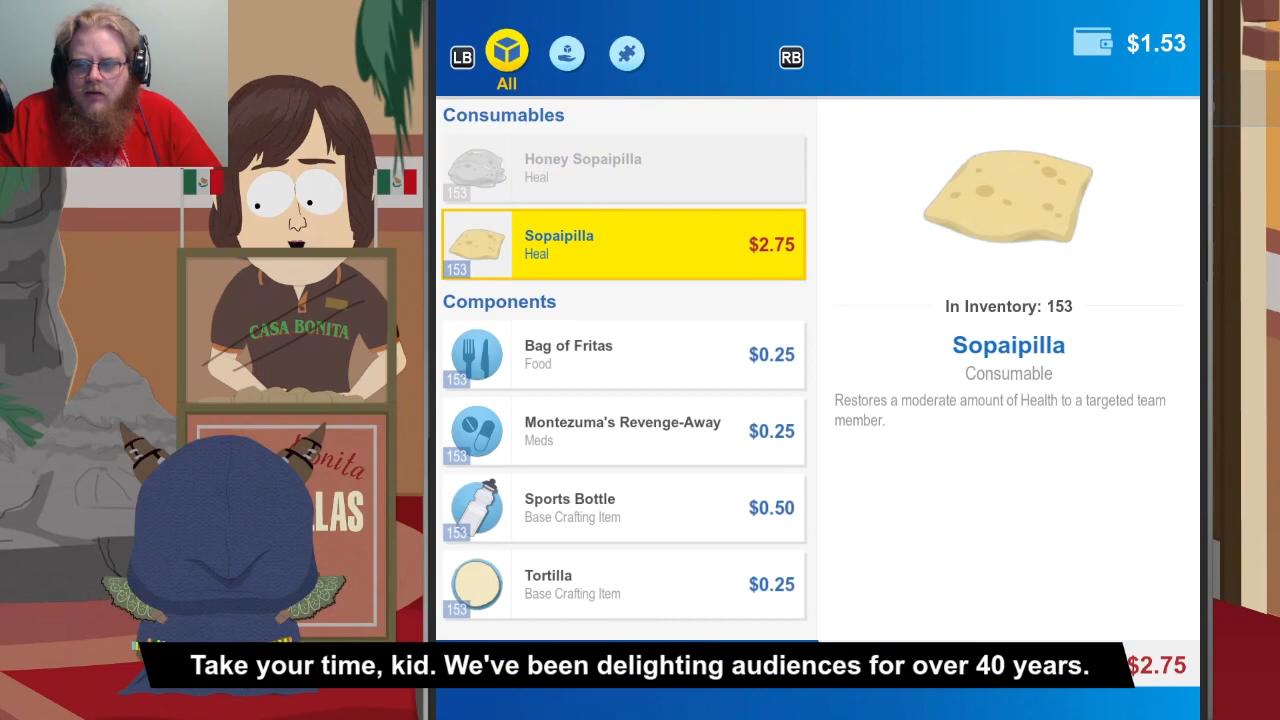 LB
All
RB
$1.53
Consumables
Honey Sopaipilla
Heal
153
Sopaipilla
$2.75
Heal
153
Components
Bag of Fritas
$0.25
Food
153
Montezuma's Revenge-Away
$0.25
Meds
153
Sports Bottle
$0.50
Base Crafting Item
153
Tortilla
$0.25
Base Crafting Item
153
In Inventory: 153
Sopaipilla
Consumable
Restores a moderate amount of Health to a targeted team
member.
CASA BONITA
onita
LLAS
Take your time, kid. We've been delighting audiences for over 40 years.
$2.75